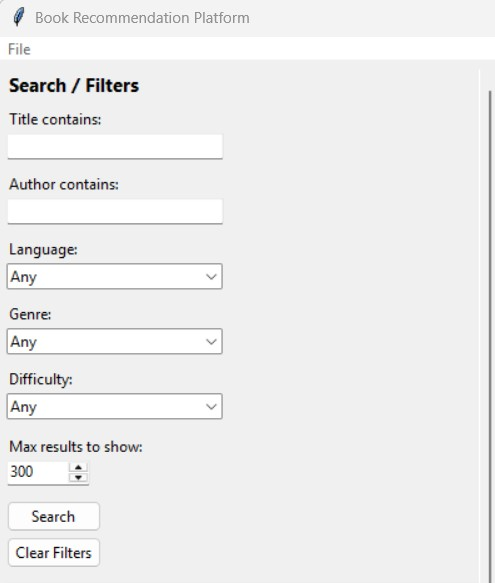 Book Recommendation Platform
File
Search / Filters
Title contains:
Author contains:
Language:
Any
Genre:
Any
Difficulty:
Any
Max results to show:
300
Search
Clear Filters